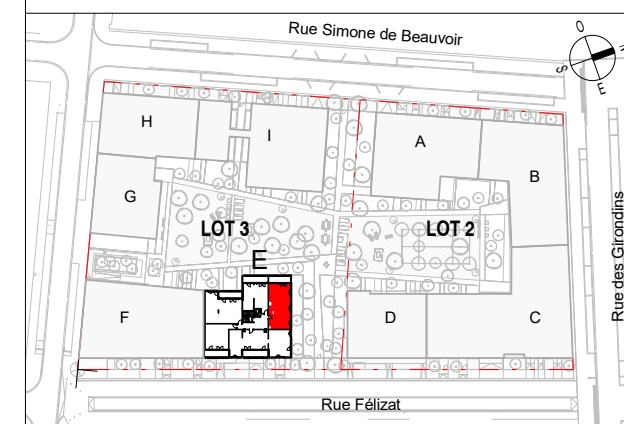 Rue Simone de Beauvoir
O
N
S
E
H
I
A
B
G
LOT 3
LOT 2
E
F
D
C
Rue des Girondins
Rue Félizat